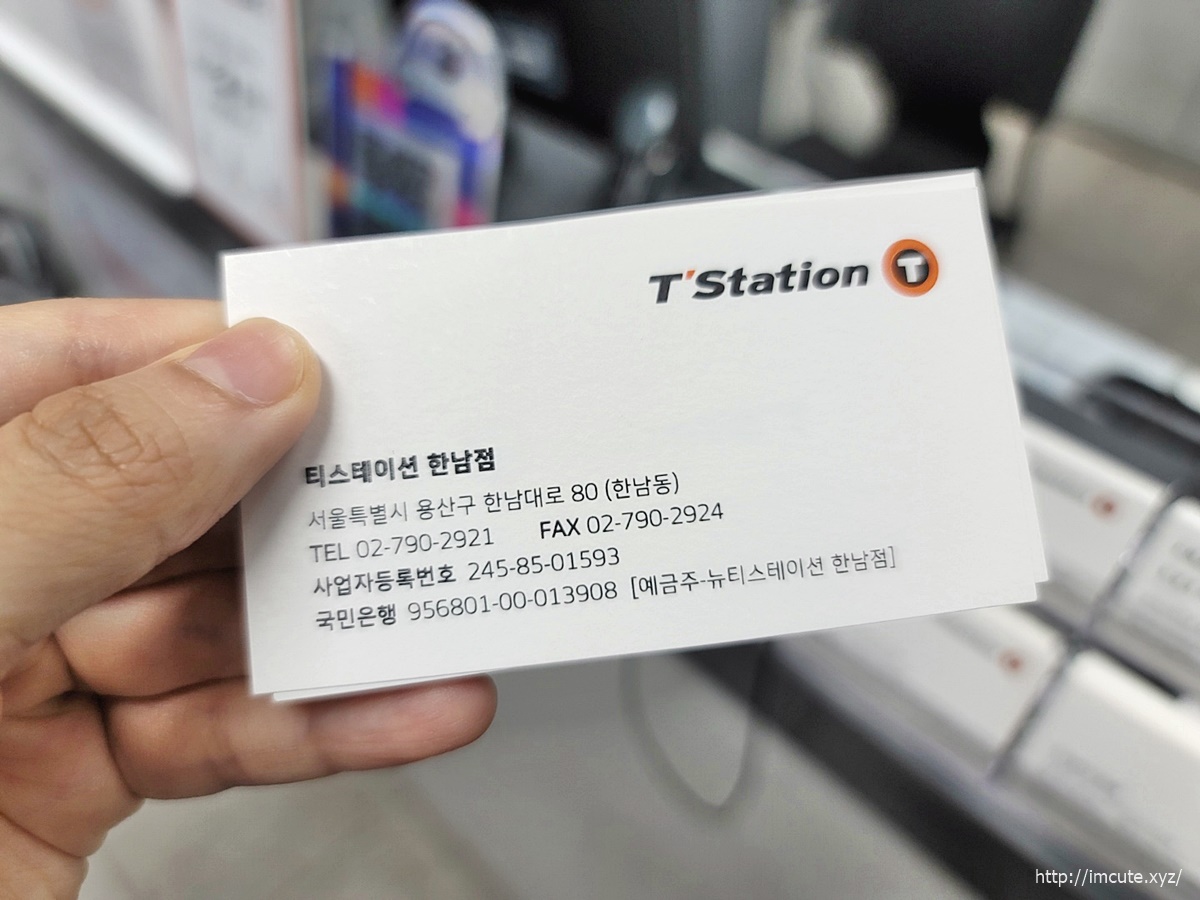 T'Station T
티스테이션 한남점
서울특별시 용산구 한남대로 80 (한남동)
TEL 02-790-2921 FAX 02-790-2924
사업자등록번호 245-85-01593
국민은행 956801-00-013908 [예금주-뉴티스테이션 한남점]
http://imcute.xyz/